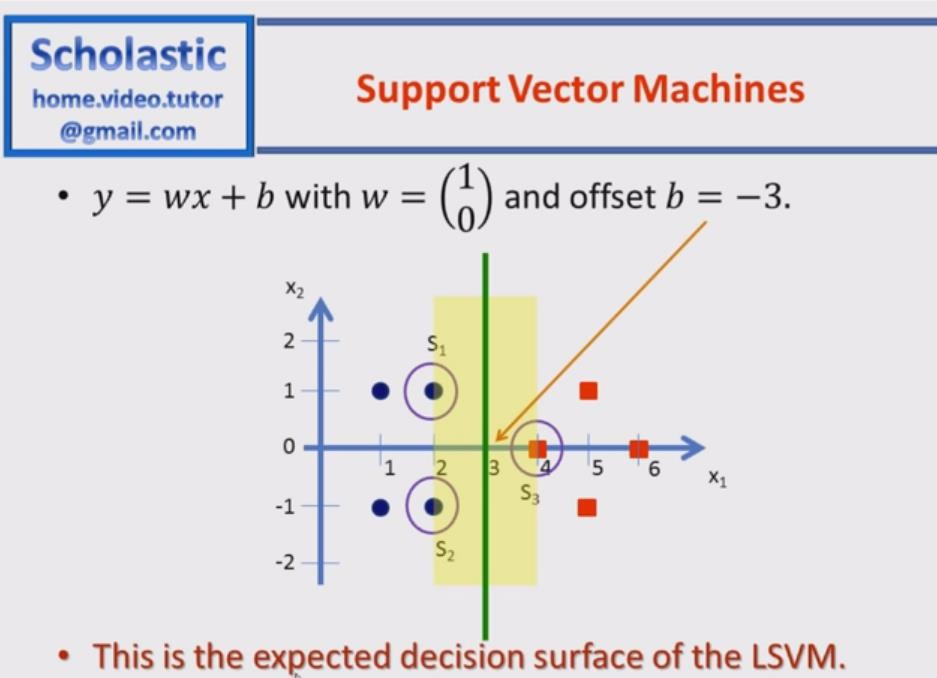 Scholastic
home.video.tutor
@gmail.com
Support Vector Machines
• y = wx + b with w = (1 0) and offset b = −3.
x₂
2
S₁
1
0
1 2 3 4 5 6
x₁
S₃
-1
S₂
-2
• This is the expected decision surface of the LSVM.